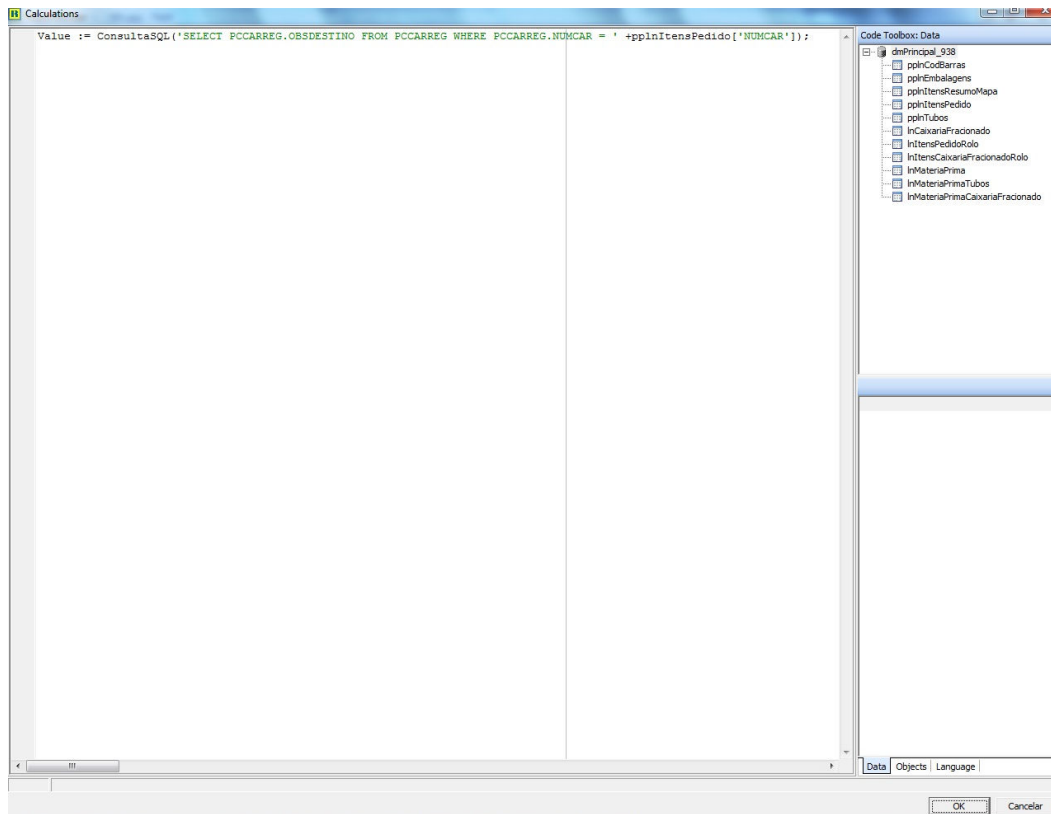 Calculations
Value := ConsultaSQL('SELECT PCCARREG.OBSDESTINO FROM PCCARREG WHERE PCCARREG.NUMCAR = ' +pplnItensPedido['NUMCAR']);
Code Toolbox: Data
dmPrincipal_938
pplnCodBarras
pplnEmbalagens
pplnItensResumoMapa
pplnItensPedido
pplnTubos
lnCaixariaFracionado
lnItensPedidoRolo
lnItensCaixariaFracionadoRolo
lnMateriaPrima
lnMateriaPrimaTubos
lnMateriaPrimaCaixariaFracionado
Data Objects Language
OK Cancelar